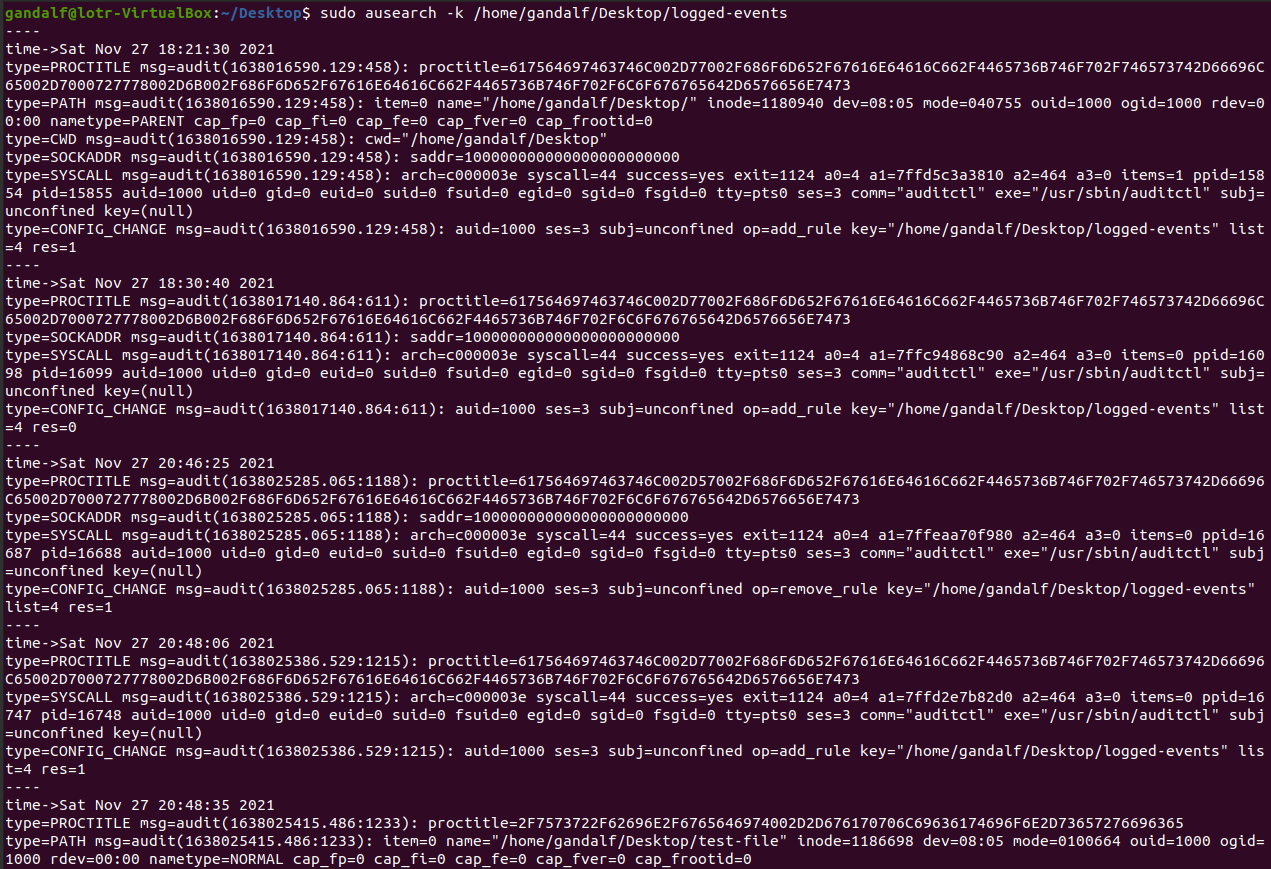 gandalf@lotr-VirtualBox:~/Desktop$ sudo ausearch -k /home/gandalf/Desktop/logged-events
----
time->Sat Nov 27 18:21:30 2021
type=PROCTITLE msg=audit(1638016590.129:458): proctitle=617564697463746C002D77002F686F6D652F67616E64616C662F4465736B746F702F746573742D66696C
65002D7000727778002D6B002F686F6D652F67616E64616C662F4465736B746F702F6C6F676765642D6576656E7473
type=PATH msg=audit(1638016590.129:458): item=0 name="/home/gandalf/Desktop/" inode=1180940 dev=08:05 mode=040755 ouid=1000 ogid=1000 rdev=0
0:00 nametype=PARENT cap_fp=0 cap_fi=0 cap_fe=0 cap_fver=0 cap_frootid=0
type=CWD msg=audit(1638016590.129:458): cwd="/home/gandalf/Desktop"
type=SOCKADDR msg=audit(1638016590.129:458): saddr=100000000000000000000000
type=SYSCALL msg=audit(1638016590.129:458): arch=c000003e syscall=44 success=yes exit=1124 a0=4 a1=7ffd5c3a3810 a2=464 a3=0 items=1 ppid=158
54 pid=15855 auid=1000 uid=0 gid=0 euid=0 suid=0 fsuid=0 egid=0 sgid=0 fsgid=0 tty=pts0 ses=3 comm="auditctl" exe="/usr/sbin/auditctl" subj=
unconfined key=(null)
type=CONFIG_CHANGE msg=audit(1638016590.129:458): auid=1000 ses=3 subj=unconfined op=add_rule key="/home/gandalf/Desktop/logged-events" list
=4 res=1
----
time->Sat Nov 27 18:30:40 2021
type=PROCTITLE msg=audit(1638017140.864:611): proctitle=617564697463746C002D77002F686F6D652F67616E64616C662F4465736B746F702F746573742D66696C
65002D7000727778002D6B002F686F6D652F67616E64616C662F4465736B746F702F6C6F676765642D6576656E7473
type=SOCKADDR msg=audit(1638017140.864:611): saddr=100000000000000000000000
type=SYSCALL msg=audit(1638017140.864:611): arch=c000003e syscall=44 success=yes exit=1124 a0=4 a1=7ffc94868c90 a2=464 a3=0 items=0 ppid=160
98 pid=16099 auid=1000 uid=0 gid=0 euid=0 suid=0 fsuid=0 egid=0 sgid=0 fsgid=0 tty=pts0 ses=3 comm="auditctl" exe="/usr/sbin/auditctl" subj=
unconfined key=(null)
type=CONFIG_CHANGE msg=audit(1638017140.864:611): auid=1000 ses=3 subj=unconfined op=add_rule key="/home/gandalf/Desktop/logged-events" list
=4 res=0
----
time->Sat Nov 27 20:46:25 2021
type=PROCTITLE msg=audit(1638025285.065:1188): proctitle=617564697463746C002D57002F686F6D652F67616E64616C662F4465736B746F702F746573742D66696
C65002D7000727778002D6B002F686F6D652F67616E64616C662F4465736B746F702F6C6F676765642D6576656E7473
type=SOCKADDR msg=audit(1638025285.065:1188): saddr=100000000000000000000000
type=SYSCALL msg=audit(1638025285.065:1188): arch=c000003e syscall=44 success=yes exit=1124 a0=4 a1=7ffeaa70f980 a2=464 a3=0 items=0 ppid=16
687 pid=16688 auid=1000 uid=0 gid=0 euid=0 suid=0 fsuid=0 egid=0 sgid=0 fsgid=0 tty=pts0 ses=3 comm="auditctl" exe="/usr/sbin/auditctl" subj
=unconfined key=(null)
type=CONFIG_CHANGE msg=audit(1638025285.065:1188): auid=1000 ses=3 subj=unconfined op=remove_rule key="/home/gandalf/Desktop/logged-events"
list=4 res=1
----
time->Sat Nov 27 20:48:06 2021
type=PROCTITLE msg=audit(1638025386.529:1215): proctitle=617564697463746C002D77002F686F6D652F67616E64616C662F4465736B746F702F746573742D66696
C65002D7000727778002D6B002F686F6D652F67616E64616C662F4465736B746F702F6C6F676765642D6576656E7473
type=SYSCALL msg=audit(1638025386.529:1215): arch=c000003e syscall=44 success=yes exit=1124 a0=4 a1=7ffd2e7b82d0 a2=464 a3=0 items=0 ppid=16
747 pid=16748 auid=1000 uid=0 gid=0 euid=0 suid=0 fsuid=0 egid=0 sgid=0 fsgid=0 tty=pts0 ses=3 comm="auditctl" exe="/usr/sbin/auditctl" subj
=unconfined key=(null)
type=CONFIG_CHANGE msg=audit(1638025386.529:1215): auid=1000 ses=3 subj=unconfined op=add_rule key="/home/gandalf/Desktop/logged-events" lis
t=4 res=1
----
time->Sat Nov 27 20:48:35 2021
type=PROCTITLE msg=audit(1638025415.486:1233): proctitle=2F7573722F62696E2F6765646974002D2D676170706C69636174696F6E2D73657276696365
type=PATH msg=audit(1638025415.486:1233): item=0 name="/home/gandalf/Desktop/test-file" inode=1186698 dev=08:05 mode=0100664 ouid=1000 ogid=
1000 rdev=00:00 nametype=NORMAL cap_fp=0 cap_fi=0 cap_fe=0 cap_fver=0 cap_frootid=0